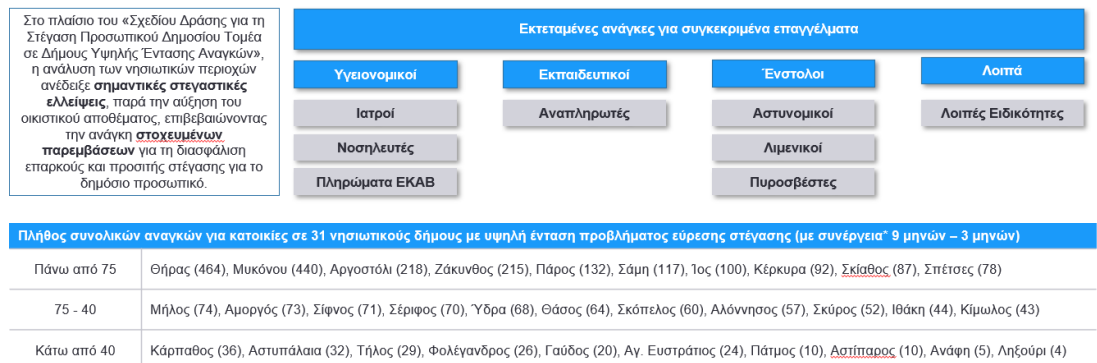 Στο πλαίσιο του «Σχεδίου Δράσης για τη
Στέγαση Προσωπικού Δημοσίου Τομέα
σε Δήμους Υψηλής Έντασης Αναγκών»,
η ανάλυση των νησιωτικών περιοχών
ανέδειξε σημαντικές στεγαστικές
ελλείψεις, παρά την αύξηση του
οικιστικού αποθέματος, επιβεβαιώνοντας
την ανάγκη στοχευμένων
παρεμβάσεων για τη διασφάλιση
επαρκούς και προσιτής στέγασης για το
δημόσιο προσωπικό.
Εκτεταμένες ανάγκες για συγκεκριμένα επαγγέλματα
Υγειονομικοί
Ιατροί
Νοσηλευτές
Πληρώματα ΕΚΑΒ
Εκπαιδευτικοί
Αναπληρωτές
Ένστολοι
Αστυνομικοί
Λιμενικοί
Πυροσβέστες
Λοιπά
Λοιπές Ειδικότητες
Πλήθος συνολικών αναγκών για κατοικίες σε 31 νησιωτικούς δήμους με υψηλή ένταση προβλήματος εύρεσης στέγασης (με συνέργεια* 9 μηνών – 3 μηνών)
Πάνω από 75 Θήρας (464), Μυκόνου (440), Αργοστόλι (218), Ζάκυνθος (215), Πάρος (132), Σάμη (117), Ίος (100), Κέρκυρα (92), Σκίαθος (87), Σπέτσες (78)
75 - 40 Μήλος (74), Αμοργός (73), Σίφνος (71), Σέριφος (70), Ύδρα (68), Θάσος (64), Σκόπελος (60), Αλόννησος (57), Σκύρος (52), Ιθάκη (44), Κίμωλος (43)
Κάτω από 40 Κάρπαθος (36), Αστυπάλαια (32), Τήλος (29), Φολέγανδρος (26), Γαύδος (20), Αγ. Ευστράτιος (24), Πάτμος (10), Αστίπαρος (10), Ανάφη (5), Ληξούρι (4)